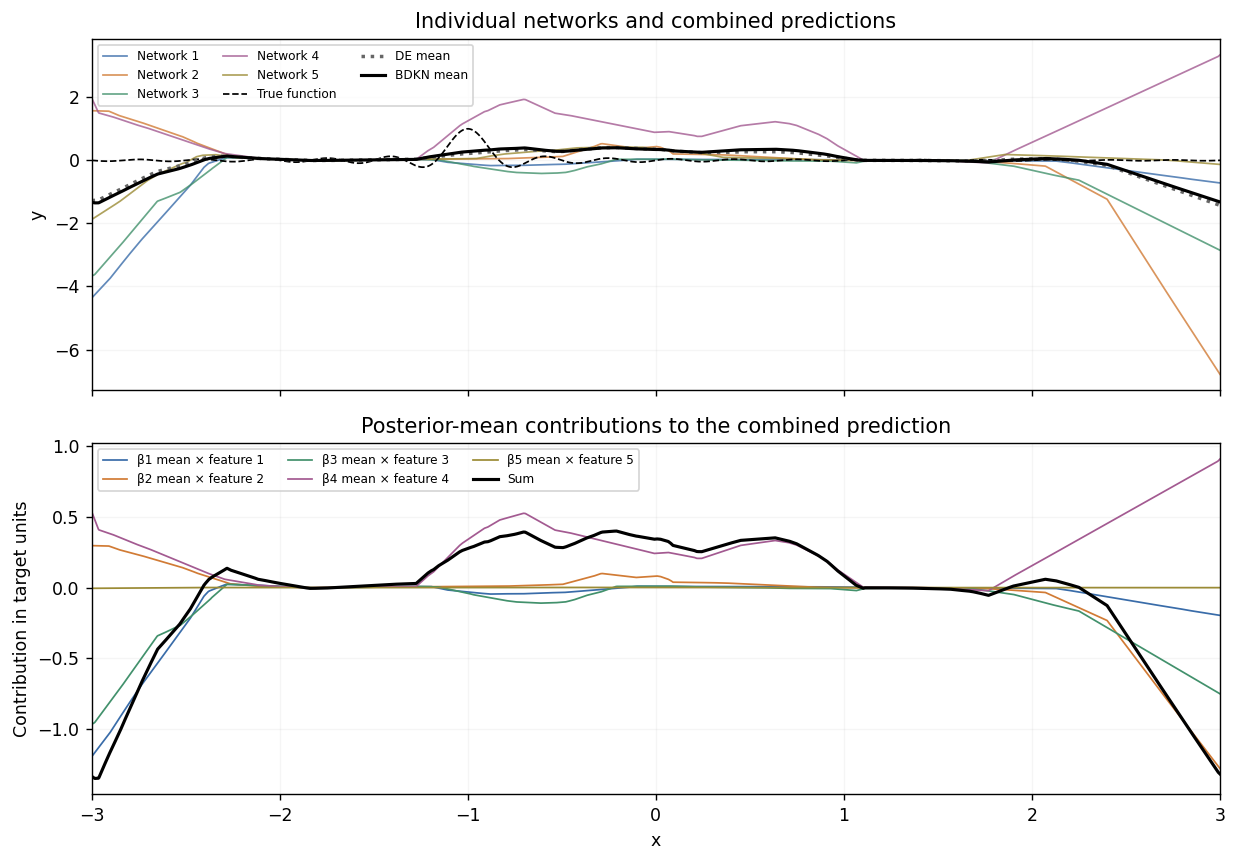 Individual networks and combined predictions
Network 1
Network 2
Network 3
Network 4
Network 5
True function
DE mean
BDKN mean
y
2
0
−2
−4
−6
Posterior-mean contributions to the combined prediction
β1 mean × feature 1
β2 mean × feature 2
β3 mean × feature 3
β4 mean × feature 4
β5 mean × feature 5
Sum
Contribution in target units
1.0
0.5
0.0
−0.5
−1.0
−3
−2
−1
0
1
2
3
x